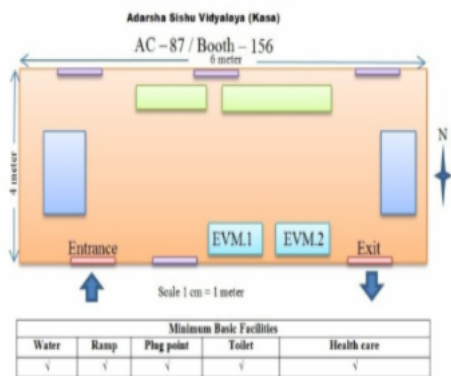 Adarsha Sishu Vidyalaya (Kasa)
AC – 87 / Booth – 156
6 meter
4 meter
N
EVM.1 EVM.2
Entrance Exit
Scale 1 cm = 1 meter
Minimum Basic Facilities
Water Ramp Plug point Toilet Health care
√ √ √ √ √